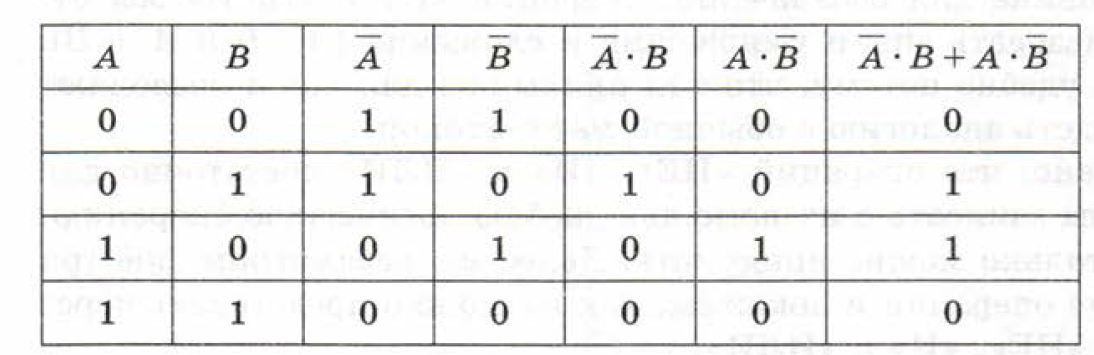 A B A̅ B A̅ · B A · B A · B + A · B
0 0 1 1 0 0 0
0 1 1 0 1 0 1
1 0 0 1 0 1 1
1 1 0 0 0 0 0